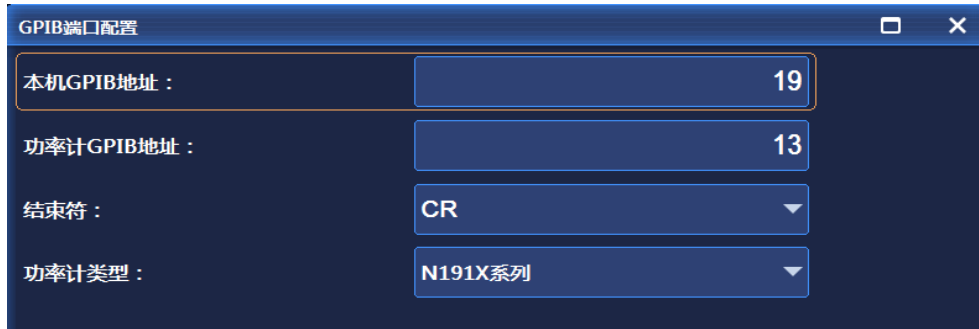 GPIB端口配置
本机GPIB地址： 19
功率计GPIB地址： 13
结束符： CR
功率计类型： N191X系列